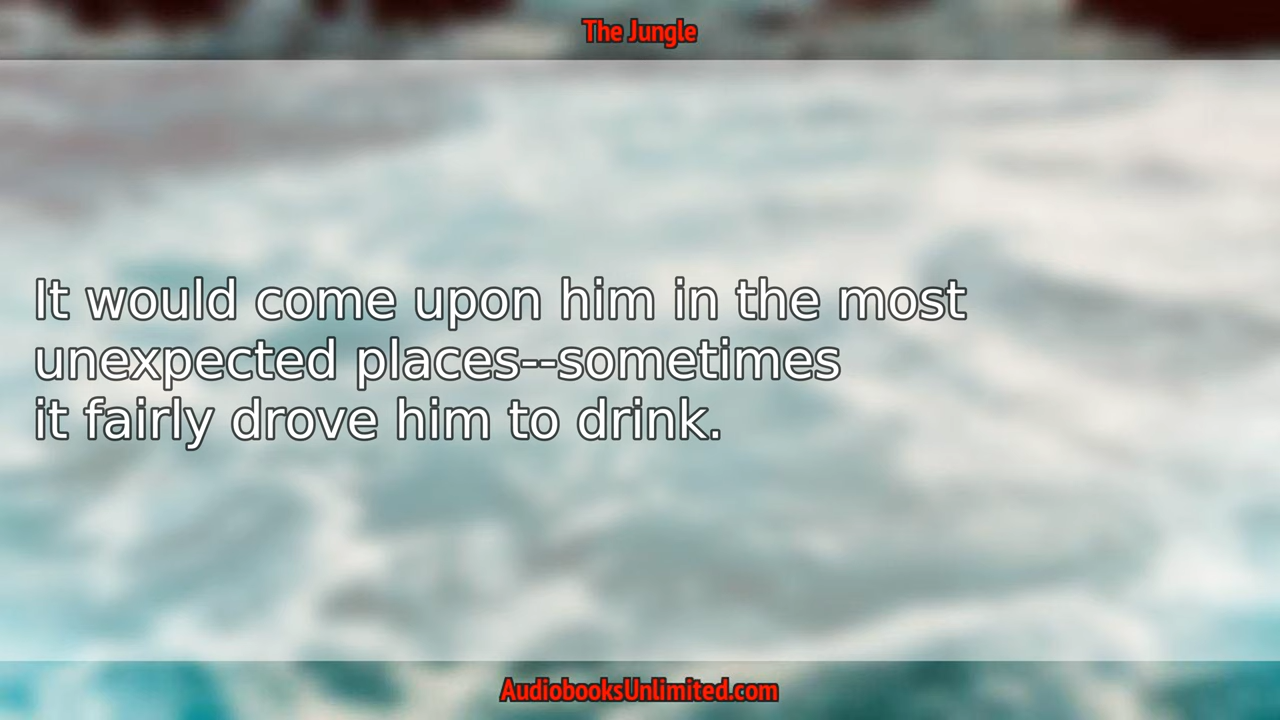 The Jungle
It would come upon him in the most
unexpected places--sometimes
it fairly drove him to drink.
AudiobooksUnlimited.com